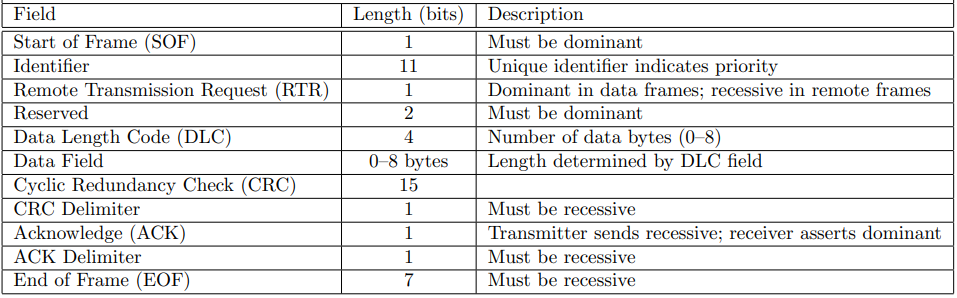 Field Length (bits) Description
Start of Frame (SOF) 1 Must be dominant
Identifier 11 Unique identifier indicates priority
Remote Transmission Request (RTR) 1 Dominant in data frames; recessive in remote frames
Reserved 2 Must be dominant
Data Length Code (DLC) 4 Number of data bytes (0–8)
Data Field 0–8 bytes Length determined by DLC field
Cyclic Redundancy Check (CRC) 15
CRC Delimiter 1 Must be recessive
Acknowledge (ACK) 1 Transmitter sends recessive; receiver asserts dominant
ACK Delimiter 1 Must be recessive
End of Frame (EOF) 7 Must be recessive